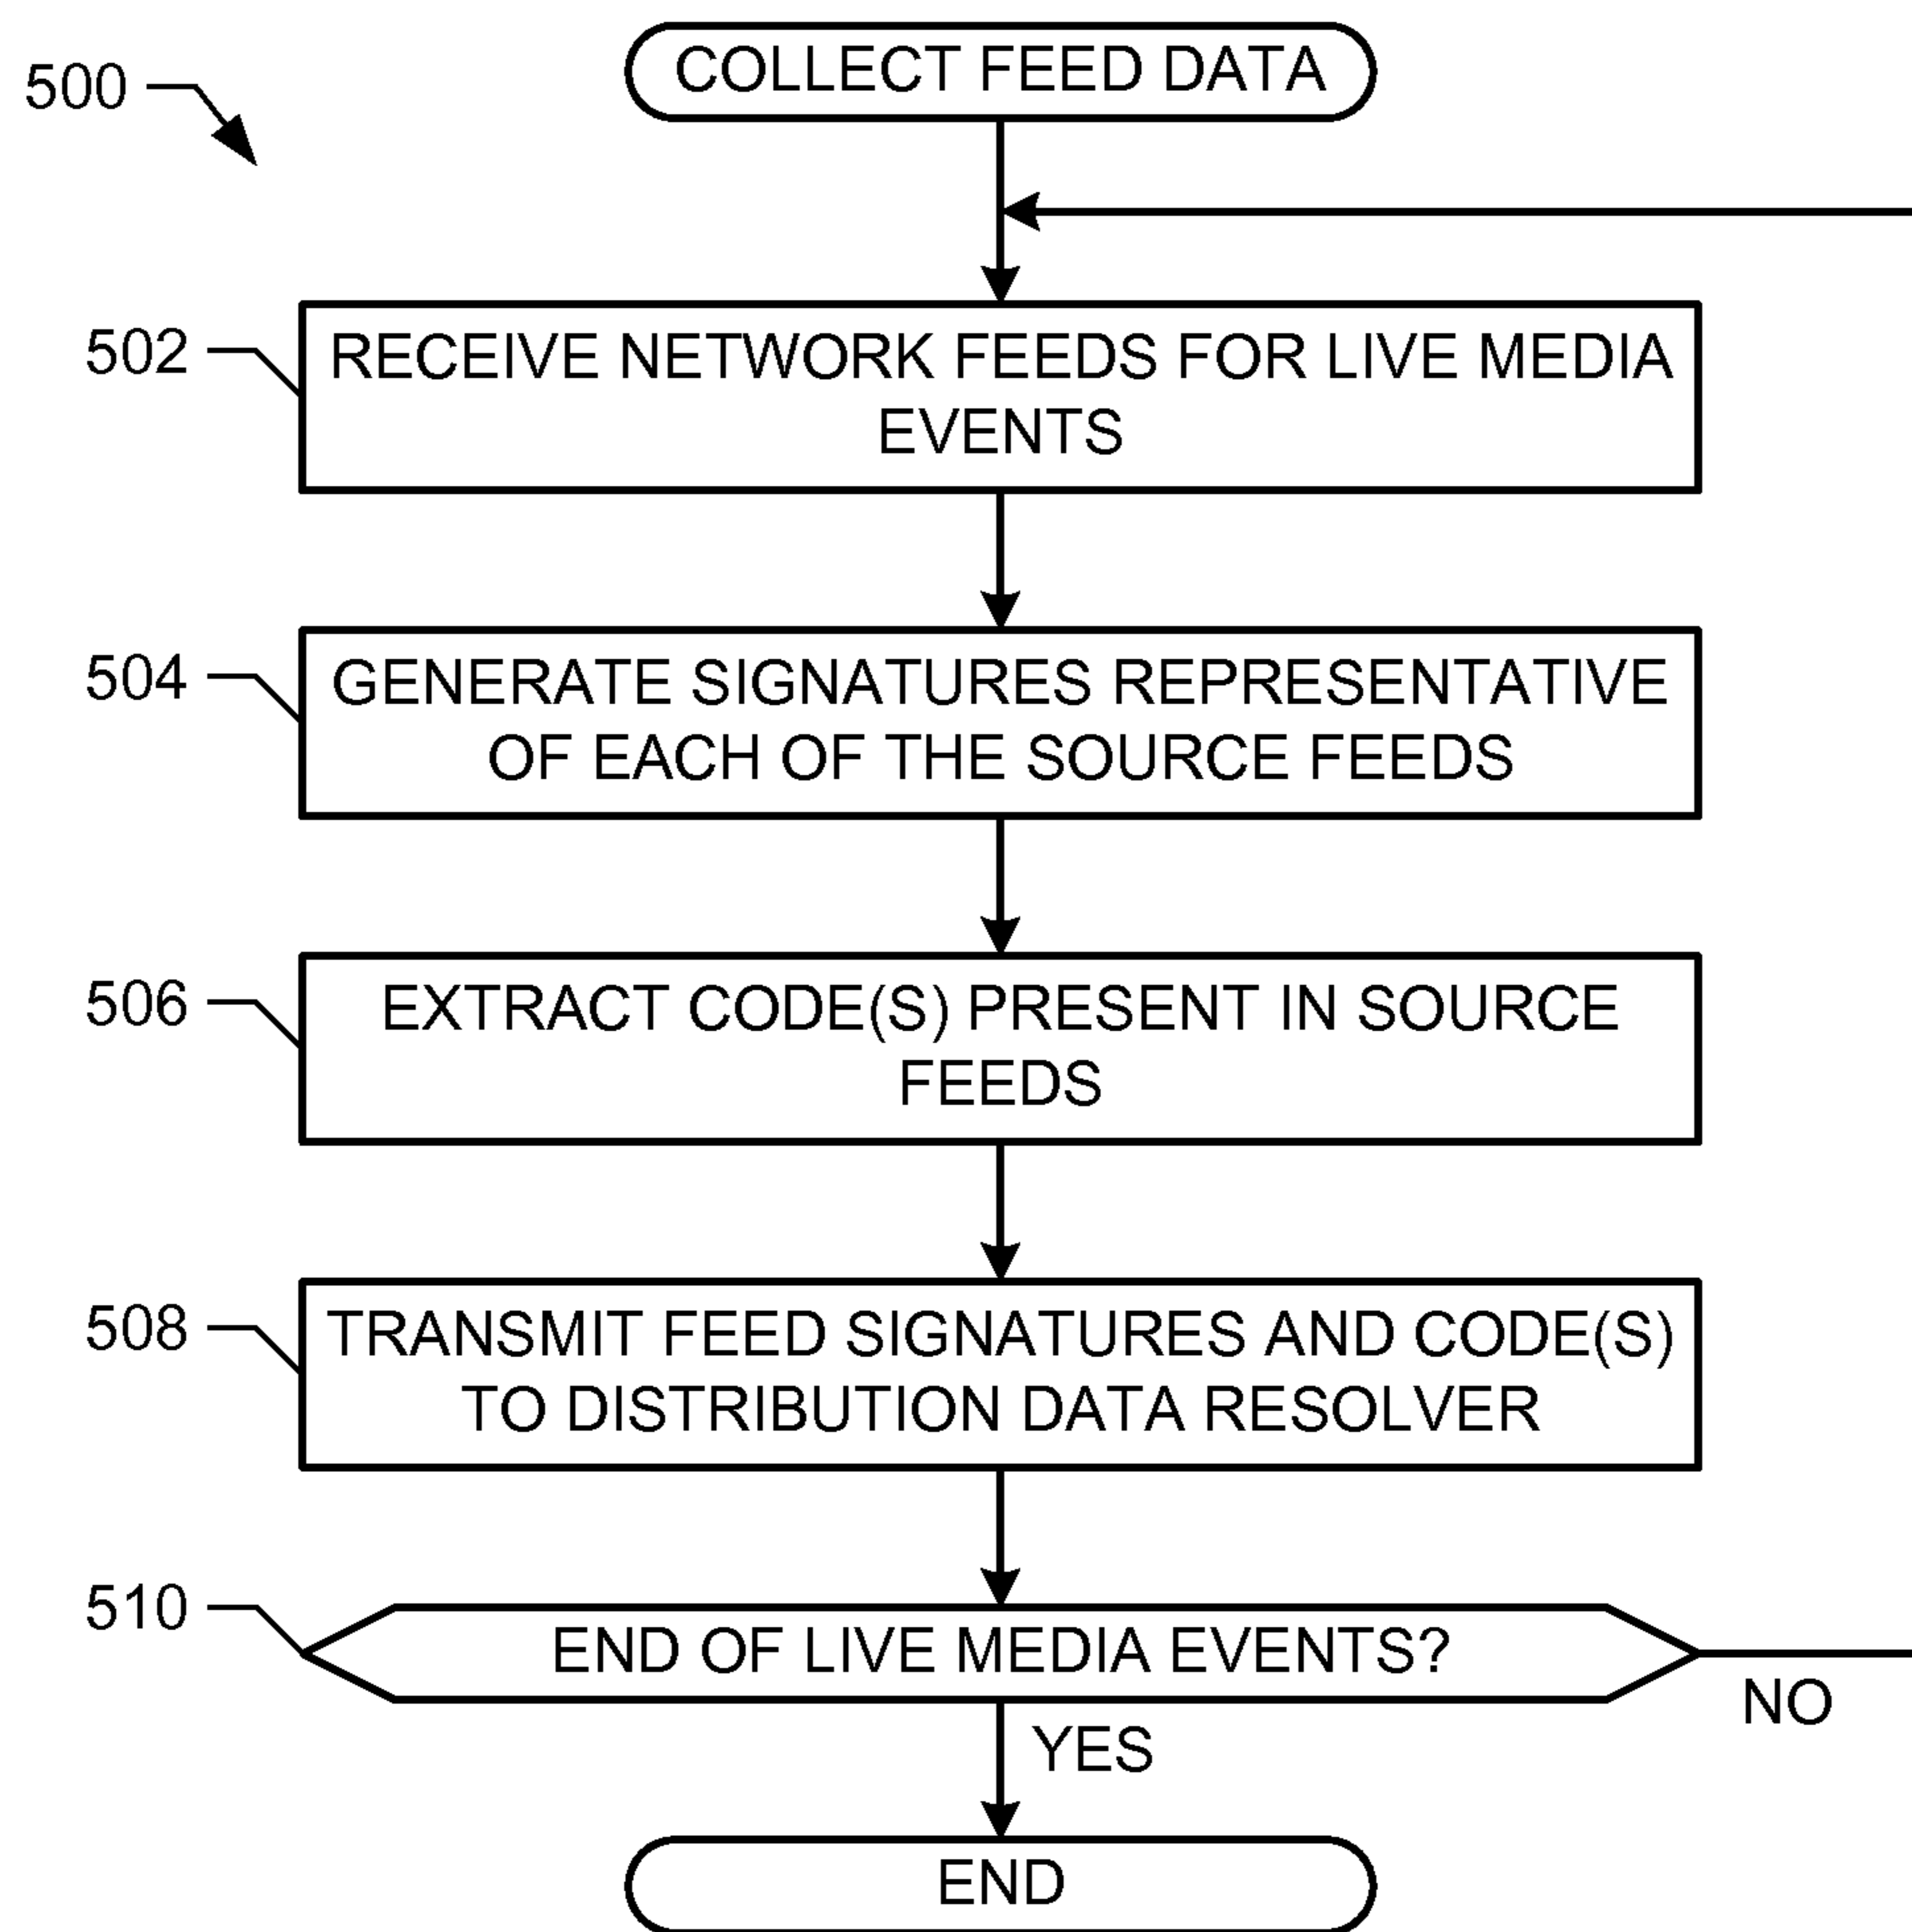 500
COLLECT FEED DATA
502
RECEIVE NETWORK FEEDS FOR LIVE MEDIA
EVENTS
504
GENERATE SIGNATURES REPRESENTATIVE
OF EACH OF THE SOURCE FEEDS
506
EXTRACT CODE(S) PRESENT IN SOURCE
FEEDS
508
TRANSMIT FEED SIGNATURES AND CODE(S)
TO DISTRIBUTION DATA RESOLVER
510
END OF LIVE MEDIA EVENTS?
NO
YES
END